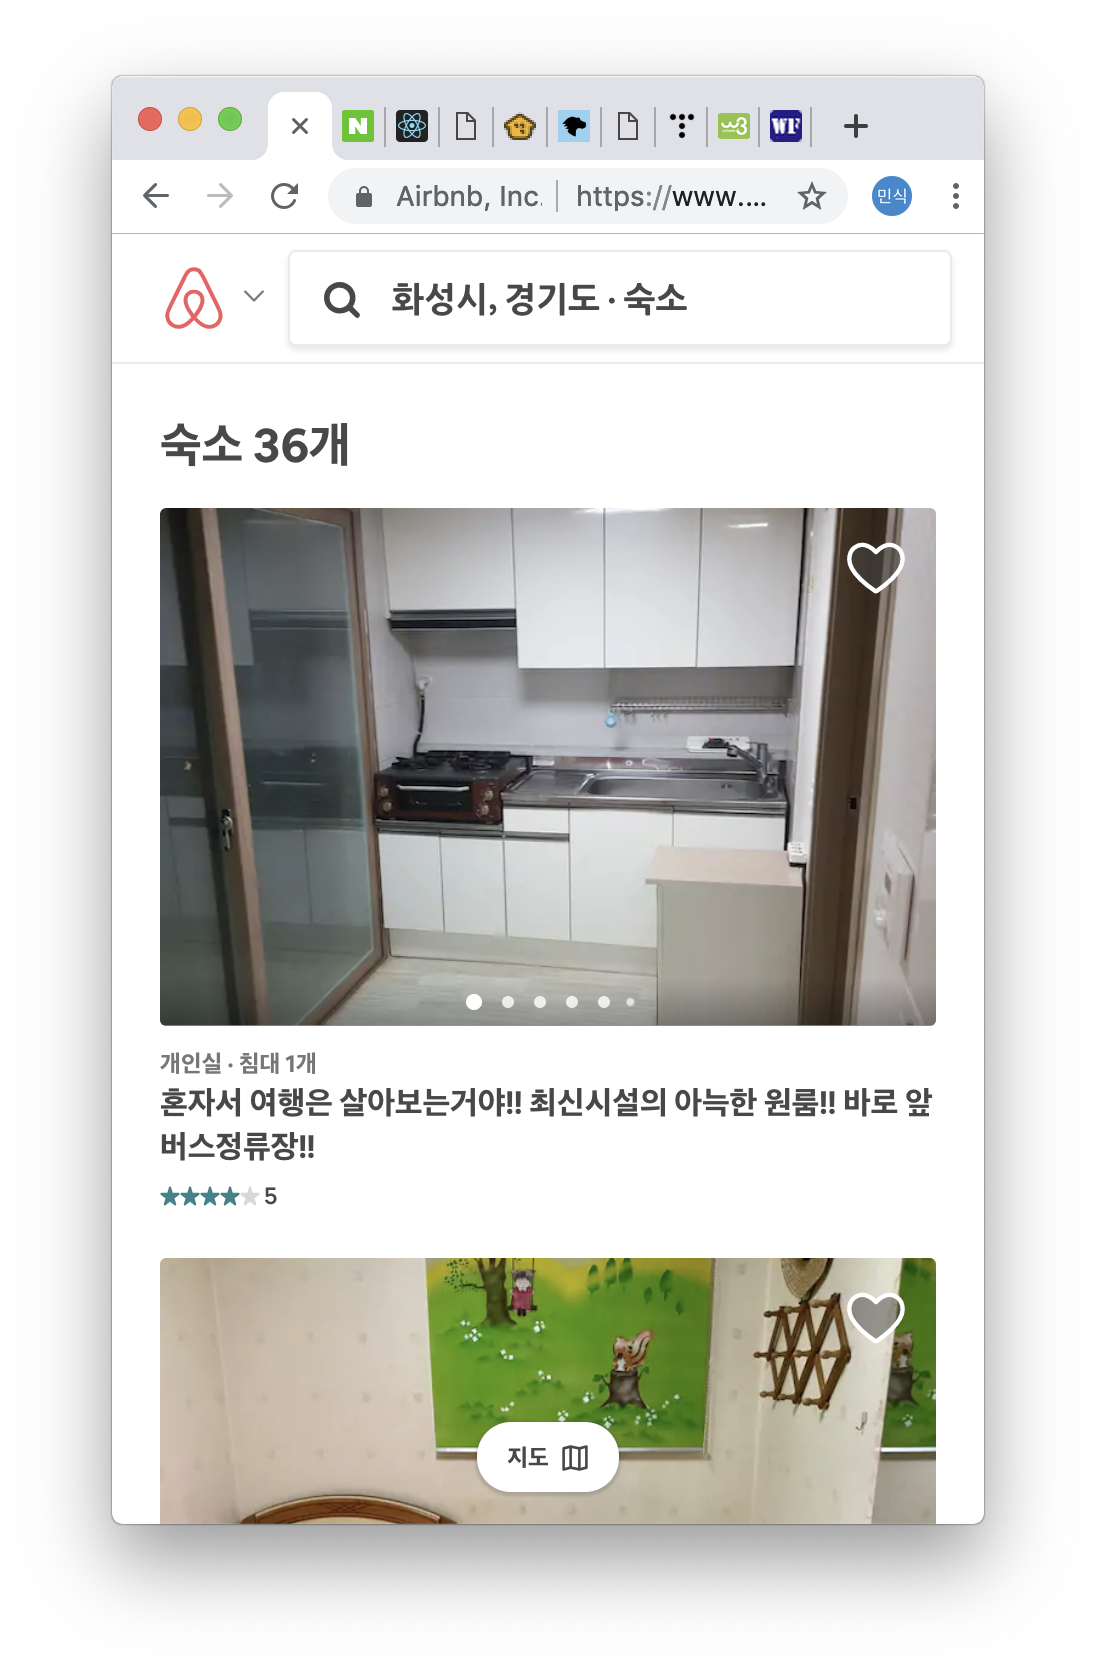 N
w3
WF
Airbnb, Inc. https://www....
민식
화성시, 경기도 · 숙소
숙소 36개
개인실 · 침대 1개
혼자서 여행은 살아보는거야!! 최신시설의 아늑한 원룸!! 바로 앞
버스정류장!!
5
지도